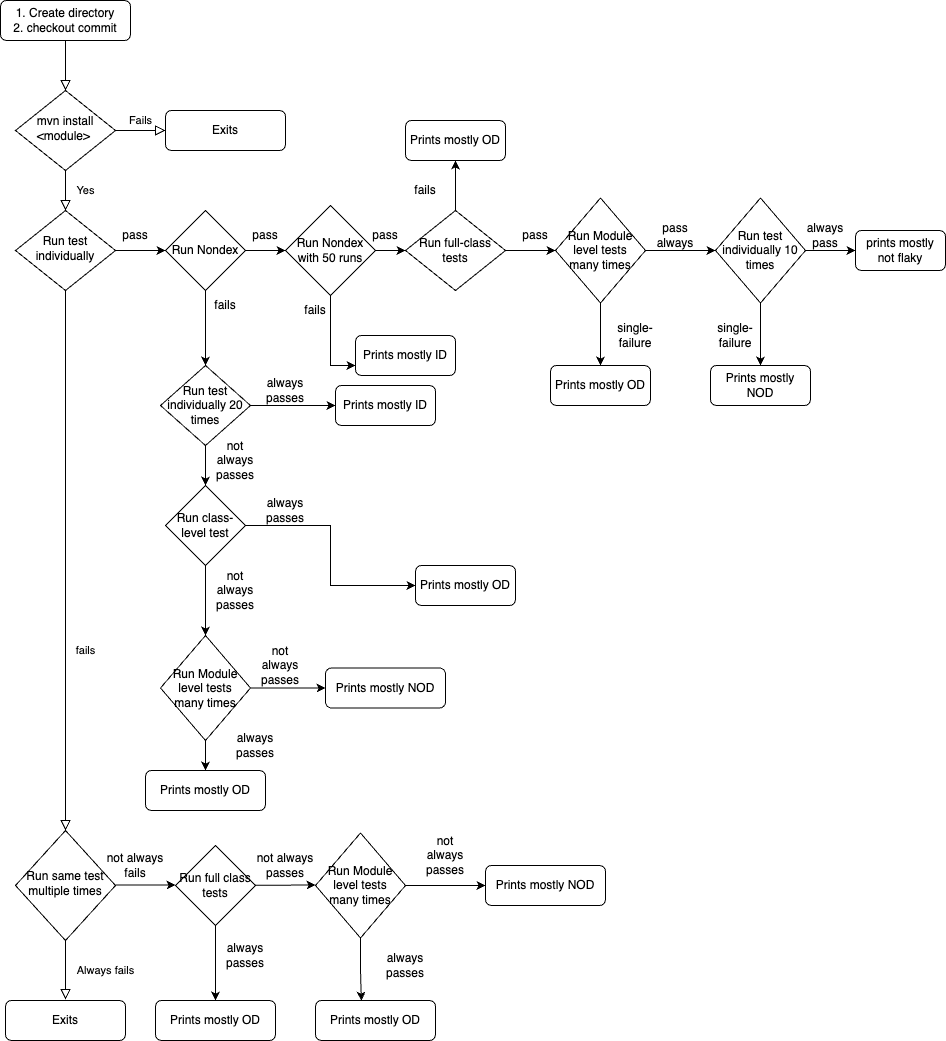 1. Create directory
2. checkout commit
mvn install
<module>
Fails
Exits
Yes
Prints mostly OD
fails
Run test
individually
pass
Run Nondex
pass
Run Nondex
with 50 runs
pass
Run full-class
tests
pass
Run Module
level tests
many times
pass
always
Run test
individually 10
times
always
pass
prints mostly
not flaky
fails
fails
single-
failure
single-
failure
Prints mostly ID
Prints mostly OD
Prints mostly
NOD
Run test
individually 20
times
always
passes
Prints mostly ID
not
always
passes
Run class-
level test
always
passes
Prints mostly OD
not
always
passes
fails
Run Module
level tests
many times
not
always
passes
Prints mostly NOD
always
passes
Prints mostly OD
Run same test
multiple times
not always
fails
Run full class
tests
not always
passes
Run Module
level tests
many times
not
always
passes
Prints mostly NOD
Always fails
always
passes
always
passes
Exits
Prints mostly OD
Prints mostly OD